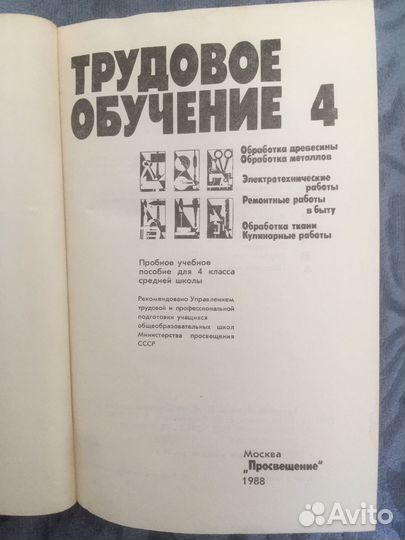 ТРУДОВОЕ
ОБУЧЕНИЕ 4
Обработка древесины
Обработка металлов
Электротехнические
работы
Ремонтные работы
в быту
Обработка ткани
Кулинарные работы
Пробное учебное
пособие для 4 класса
средней школы
Рекомендовано Управлением
трудовой и профессиональной
подготовки учащихся
общеобразовательных школ
Министерства просвещения
СССР
Москва
„Просвещение"
1988
Avito